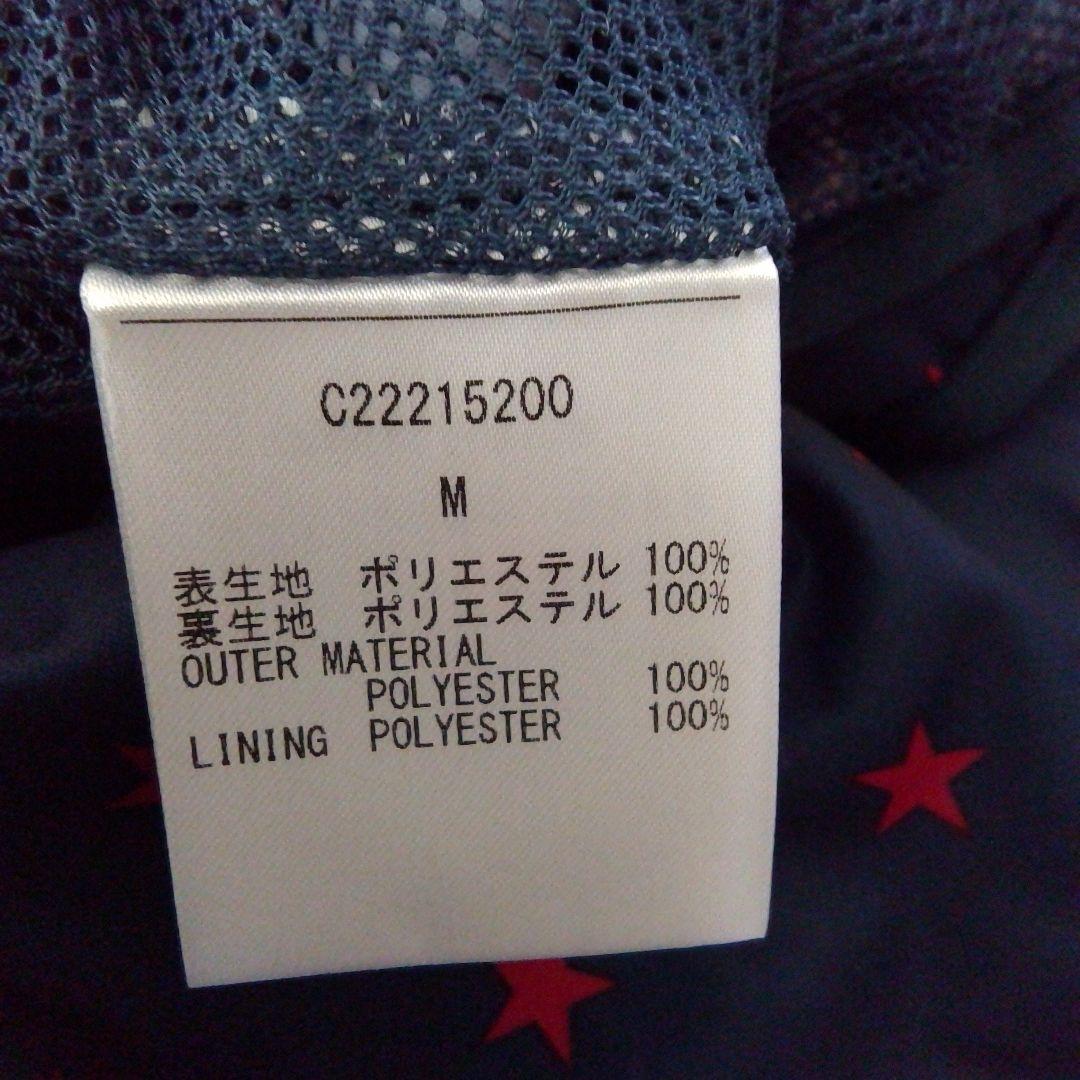 C22215200
M
表生地 ポリエステル 100%
裏生地 ポリエステル 100%
OUTER MATERIAL
POLYESTER 100%
LINING POLYESTER 100%